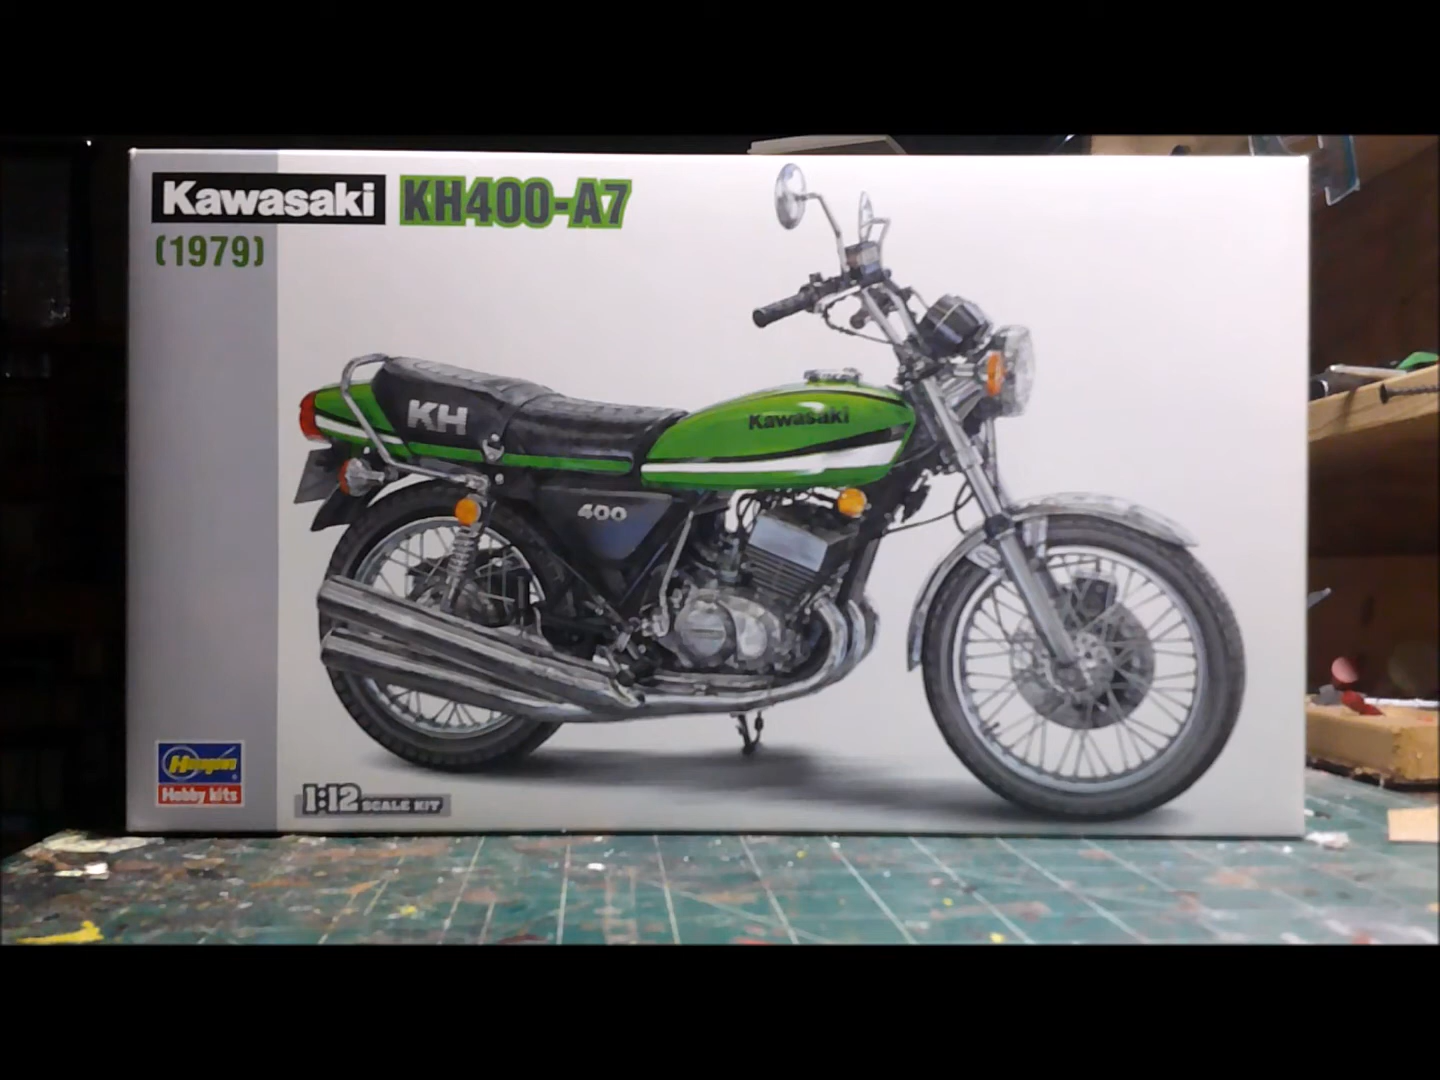 Kawasaki KH400-A7
(1979)
KH
Kawasaki
400
Hasegawa
Hobby kits
1:12 SCALE KIT